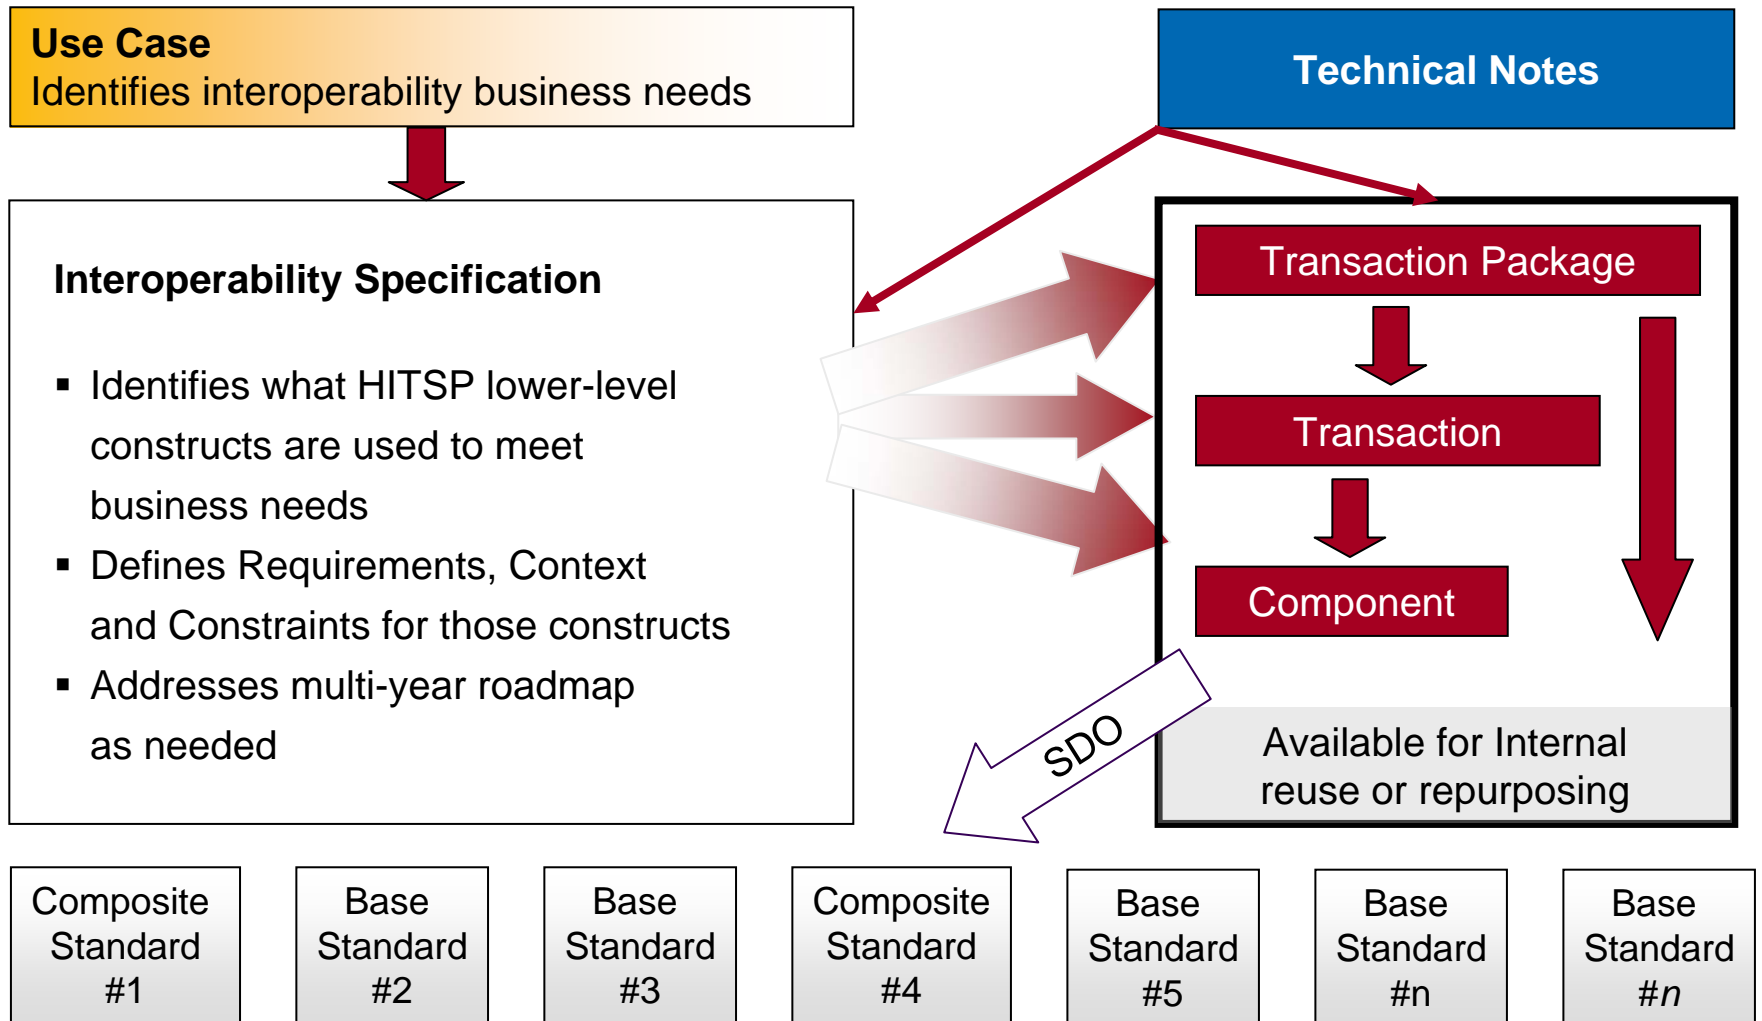 Use Case
Identifies interoperability business needs
Technical Notes
Interoperability Specification
▪ Identifies what HITSP lower-level
constructs are used to meet
business needs
▪ Defines Requirements, Context
and Constraints for those constructs
▪ Addresses multi-year roadmap
as needed
Transaction Package
Transaction
Component
Available for Internal
reuse or repurposing
SDO
Composite
Standard
#1
Base
Standard
#2
Base
Standard
#3
Composite
Standard
#4
Base
Standard
#5
Base
Standard
#n
Base
Standard
#n